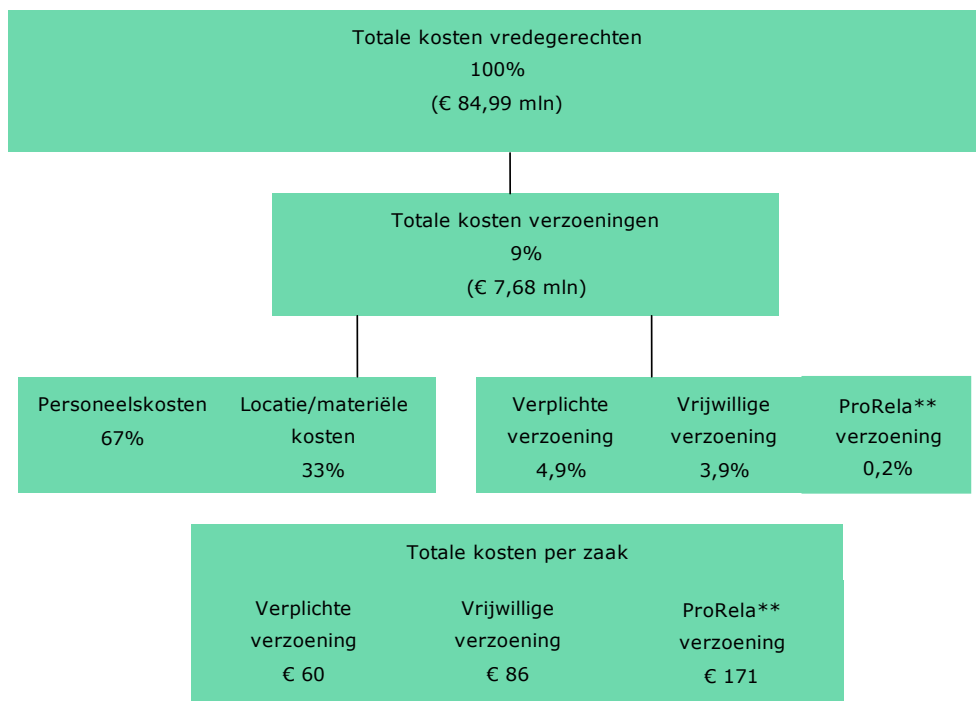 Totale kosten vredegerechten
100%
(€ 84,99 mln)
Totale kosten verzoeningen
9%
(€ 7,68 mln)
Personeelskosten
67%
Locatie/materiële
kosten
33%
Verplichte
verzoening
4,9%
Vrijwillige
verzoening
3,9%
ProRela**
verzoening
0,2%
Totale kosten per zaak
Verplichte
verzoening
€ 60
Vrijwillige
verzoening
€ 86
ProRela**
verzoening
€ 171